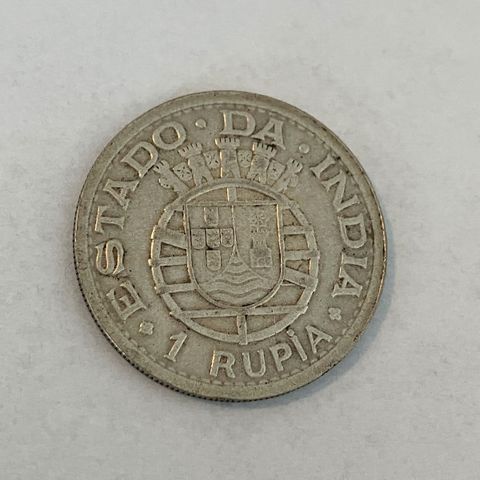 ESTADO · DA · INDIA
1 RUPIA